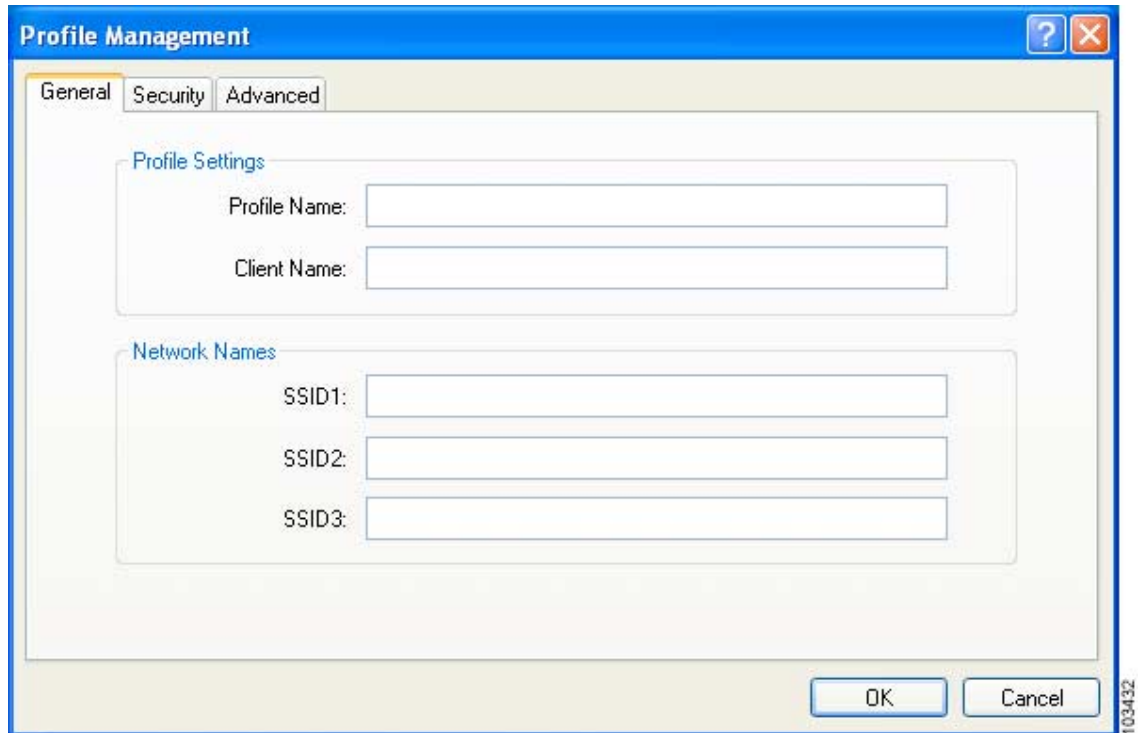 Profile Management
General Security Advanced
Profile Settings
Profile Name:
Client Name:
Network Names
SSID1:
SSID2:
SSID3:
OK Cancel
103432